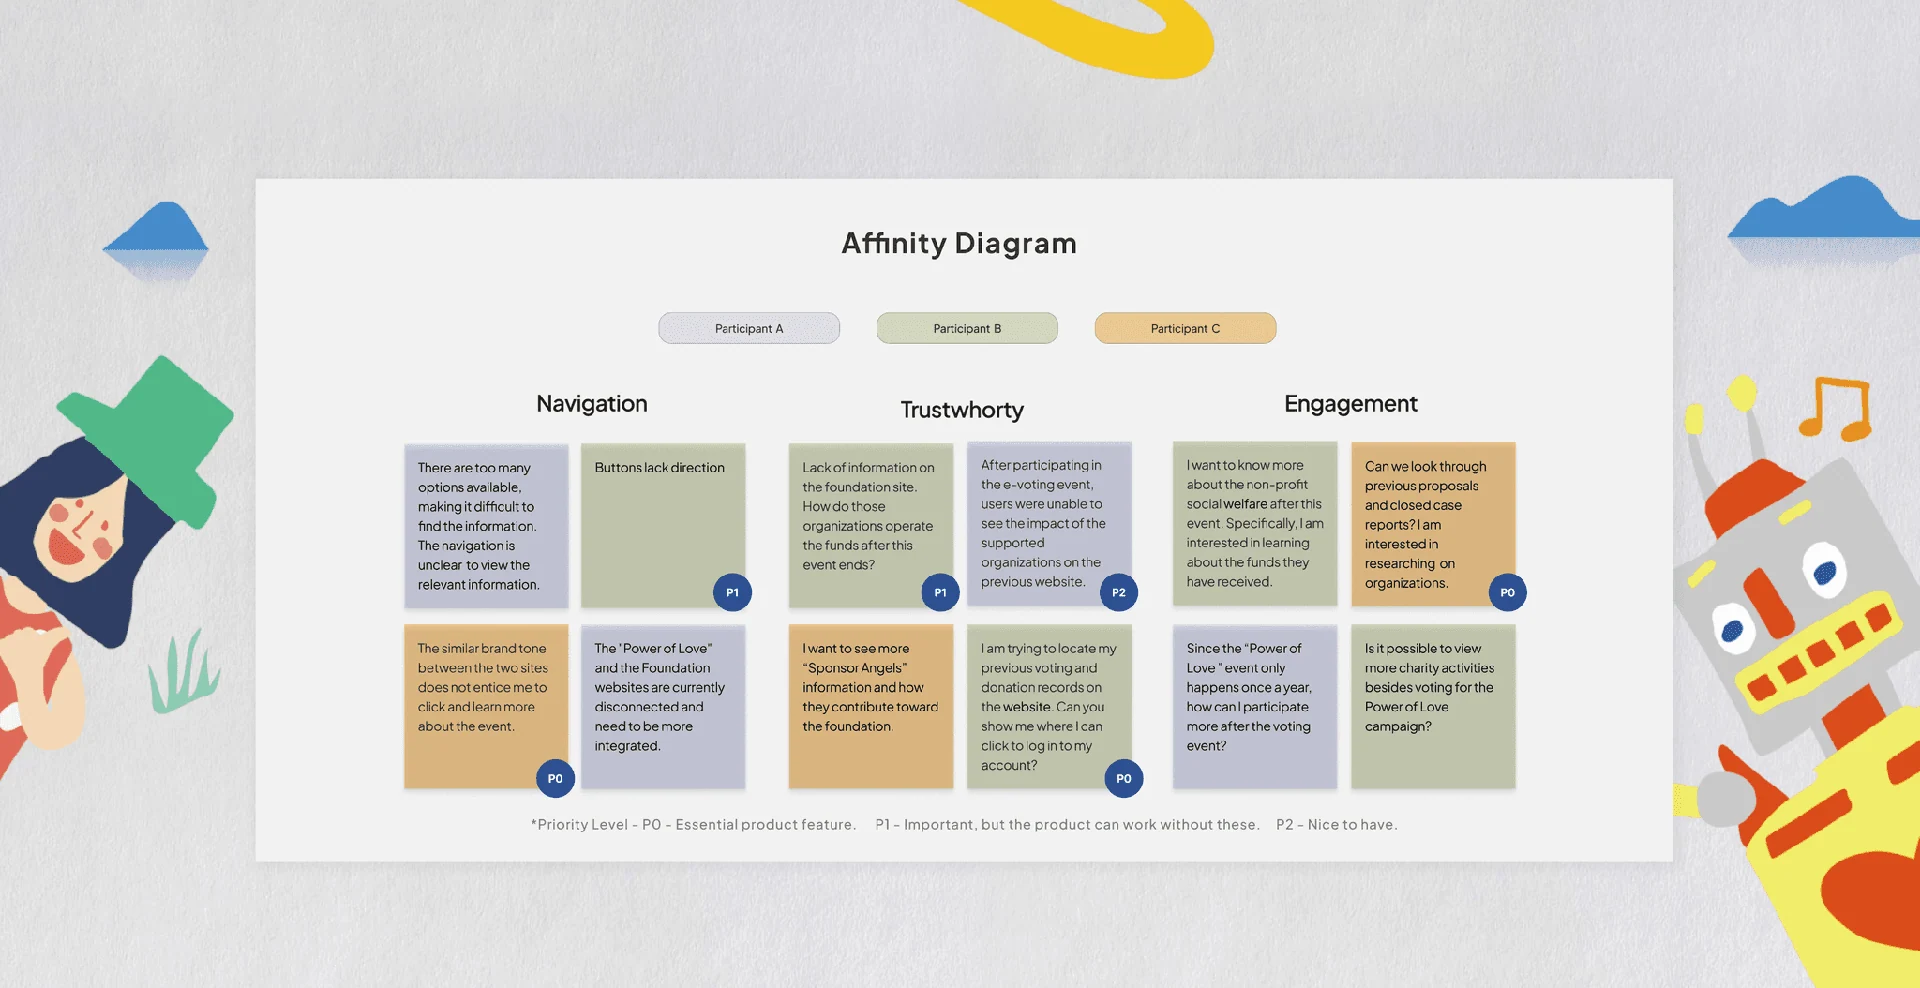 Affinity Diagram
Participant A
Participant B
Participant C
Navigation
There are too many
options available,
making it difficult to
find the information.
The navigation is
unclear to view the
relevant information.
Buttons lack direction
P1
The similar brand tone
between the two sites
does not entice me to
click and learn more
about the event.
P0
The "Power of Love"
and the Foundation
websites are currently
disconnected and
need to be more
integrated.
Trustwhorty
Lack of information on
the foundation site.
How do those
organizations operate
the funds after this
event ends?
P1
After participating in
the e-voting event,
users were unable to
see the impact of the
supported
organizations on the
previous website.
P2
I want to see more
“Sponsor Angels”
information and how
they contribute toward
the foundation.
I am trying to locate my
previous voting and
donation records on
the website. Can you
show me where I can
click to log in to my
account?
P0
Engagement
I want to know more
about the non-profit
social welfare after this
event. Specifically, I am
interested in learning
about the funds they
have received.
Can we look through
previous proposals
and closed case
reports? I am
interested in
researching on
organizations.
P0
Since the "Power of
Love " event only
happens once a year,
how can I participate
more after the voting
event?
Is it possible to view
more charity activities
besides voting for the
Power of Love
campaign?
*Priority Level - P0 - Essential product feature. P1 - Important, but the product can work without these. P2 - Nice to have.